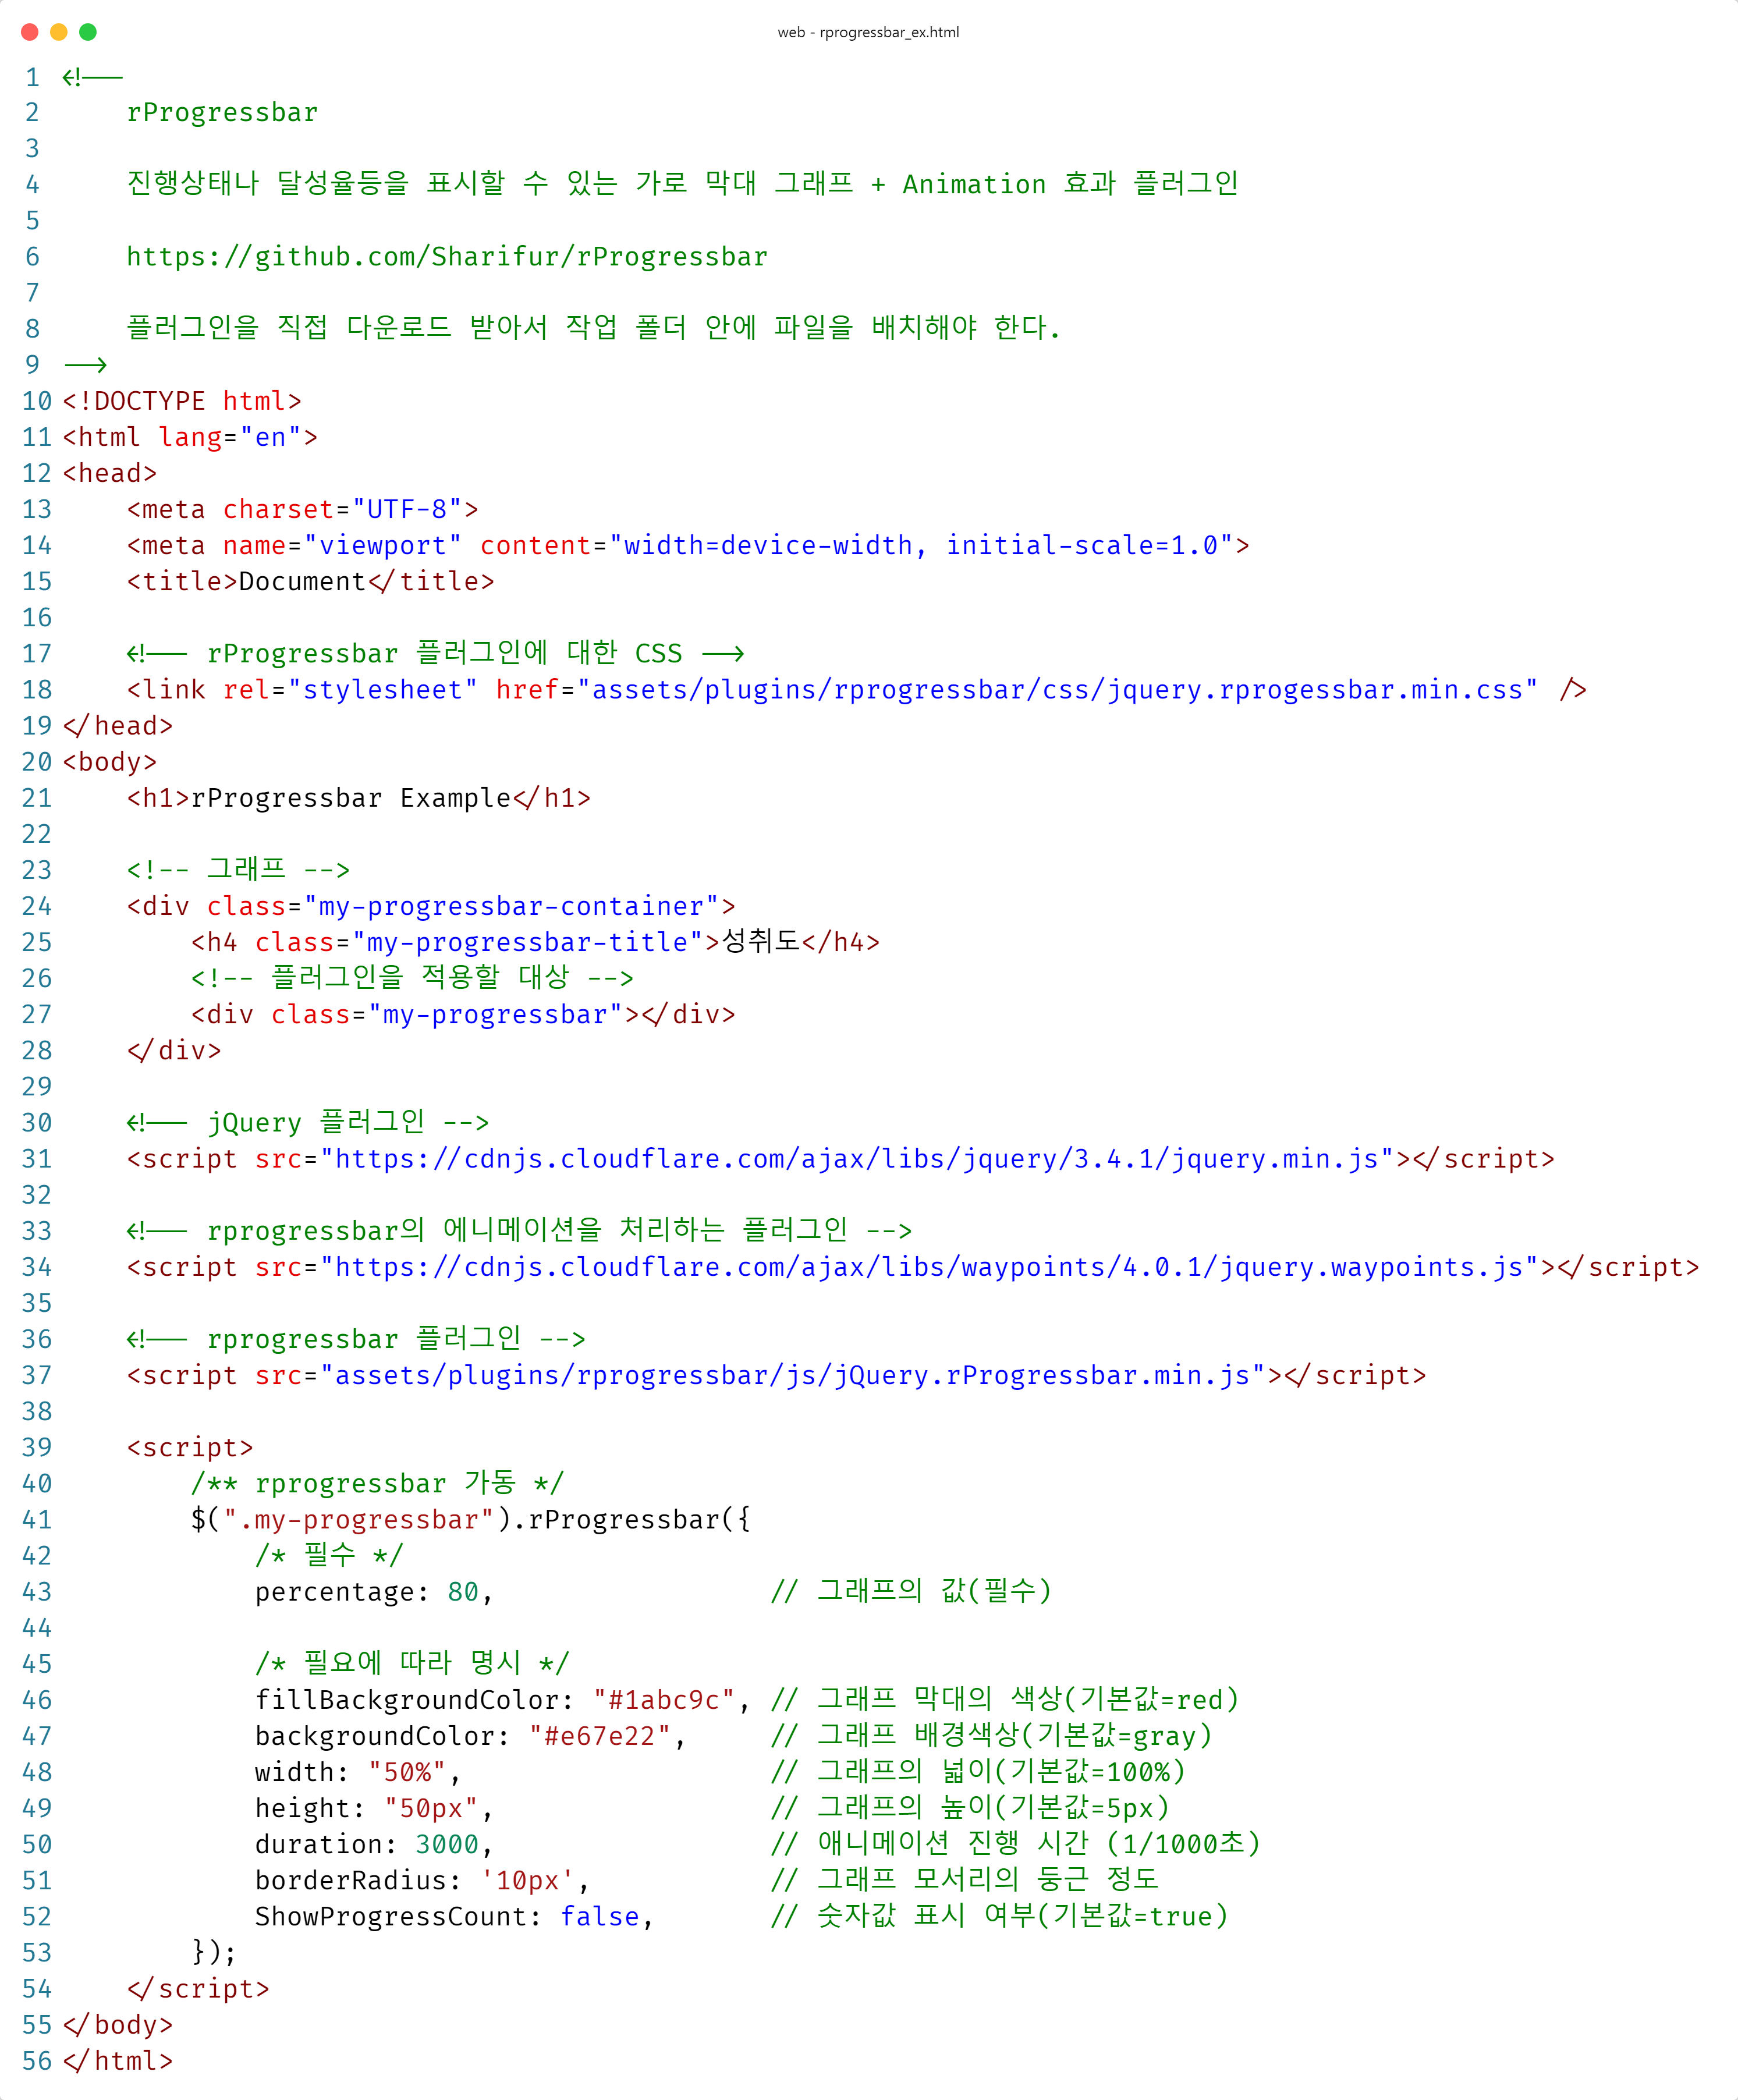 web - rprogressbar_ex.html
1 <!--
2     rProgressbar
3
4     진행상태나 달성율등을 표시할 수 있는 가로 막대 그래프 + Animation 효과 플러그인
5
6     https://github.com/Sharifur/rProgressbar
7
8     플러그인을 직접 다운로드 받아서 작업 폴더 안에 파일을 배치해야 한다.
9 -->
10 <!DOCTYPE html>
11 <html lang="en">
12 <head>
13     <meta charset="UTF-8">
14     <meta name="viewport" content="width=device-width, initial-scale=1.0">
15     <title>Document</title>
16
17     <!-- rProgressbar 플러그인에 대한 CSS -->
18     <link rel="stylesheet" href="assets/plugins/rprogressbar/css/jquery.rprogessbar.min.css" />
19 </head>
20 <body>
21     <h1>rProgressbar Example</h1>
22
23     <!-- 그래프 -->
24     <div class="my-progressbar-container">
25         <h4 class="my-progressbar-title">성취도</h4>
26         <!-- 플러그인을 적용할 대상 -->
27         <div class="my-progressbar"></div>
28     </div>
29
30     <!-- jQuery 플러그인 -->
31     <script src="https://cdnjs.cloudflare.com/ajax/libs/jquery/3.4.1/jquery.min.js"></script>
32
33     <!-- rprogressbar의 에니메이션을 처리하는 플러그인 -->
34     <script src="https://cdnjs.cloudflare.com/ajax/libs/waypoints/4.0.1/jquery.waypoints.js"></script>
35
36     <!-- rprogressbar 플러그인 -->
37     <script src="assets/plugins/rprogressbar/js/jQuery.rProgressbar.min.js"></script>
38
39     <script>
40         /** rprogressbar 가동 */
41         $(".my-progressbar").rProgressbar({
42             /* 필수 */
43             percentage: 80,                 // 그래프의 값(필수)
44
45             /* 필요에 따라 명시 */
46             fillBackgroundColor: "#1abc9c", // 그래프 막대의 색상(기본값=red)
47             backgroundColor: "#e67e22",     // 그래프 배경색상(기본값=gray)
48             width: "50%",                   // 그래프의 넓이(기본값=100%)
49             height: "50px",                 // 그래프의 높이(기본값=5px)
50             duration: 3000,                 // 애니메이션 진행 시간 (1/1000초)
51             borderRadius: '10px',           // 그래프 모서리의 둥근 정도
52             ShowProgressCount: false,       // 숫자값 표시 여부(기본값=true)
53         });
54     </script>
55 </body>
56 </html>